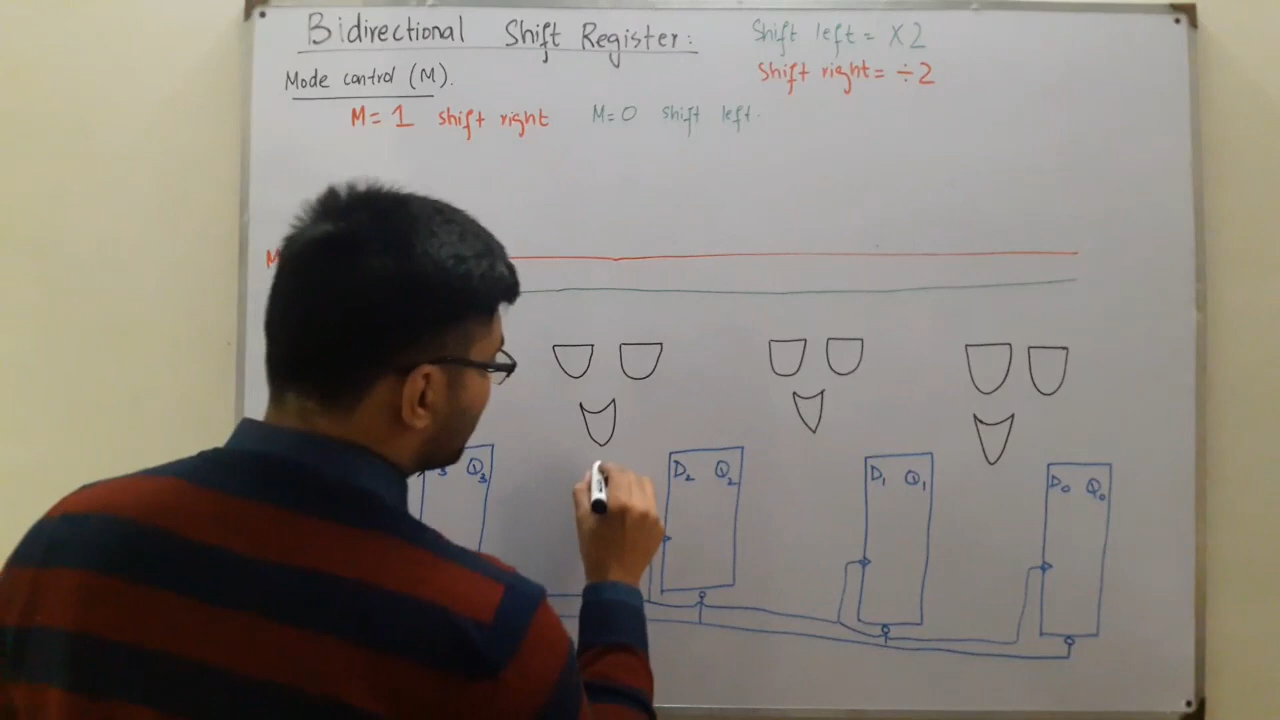 Bidirectional Shift Register:
Shift left = X2
Mode control (M).
Shift right = ÷2
M= 1 shift right M=0 shift left.
M
3 Q3 D2 Q2 D1 Q1 D0 Q0